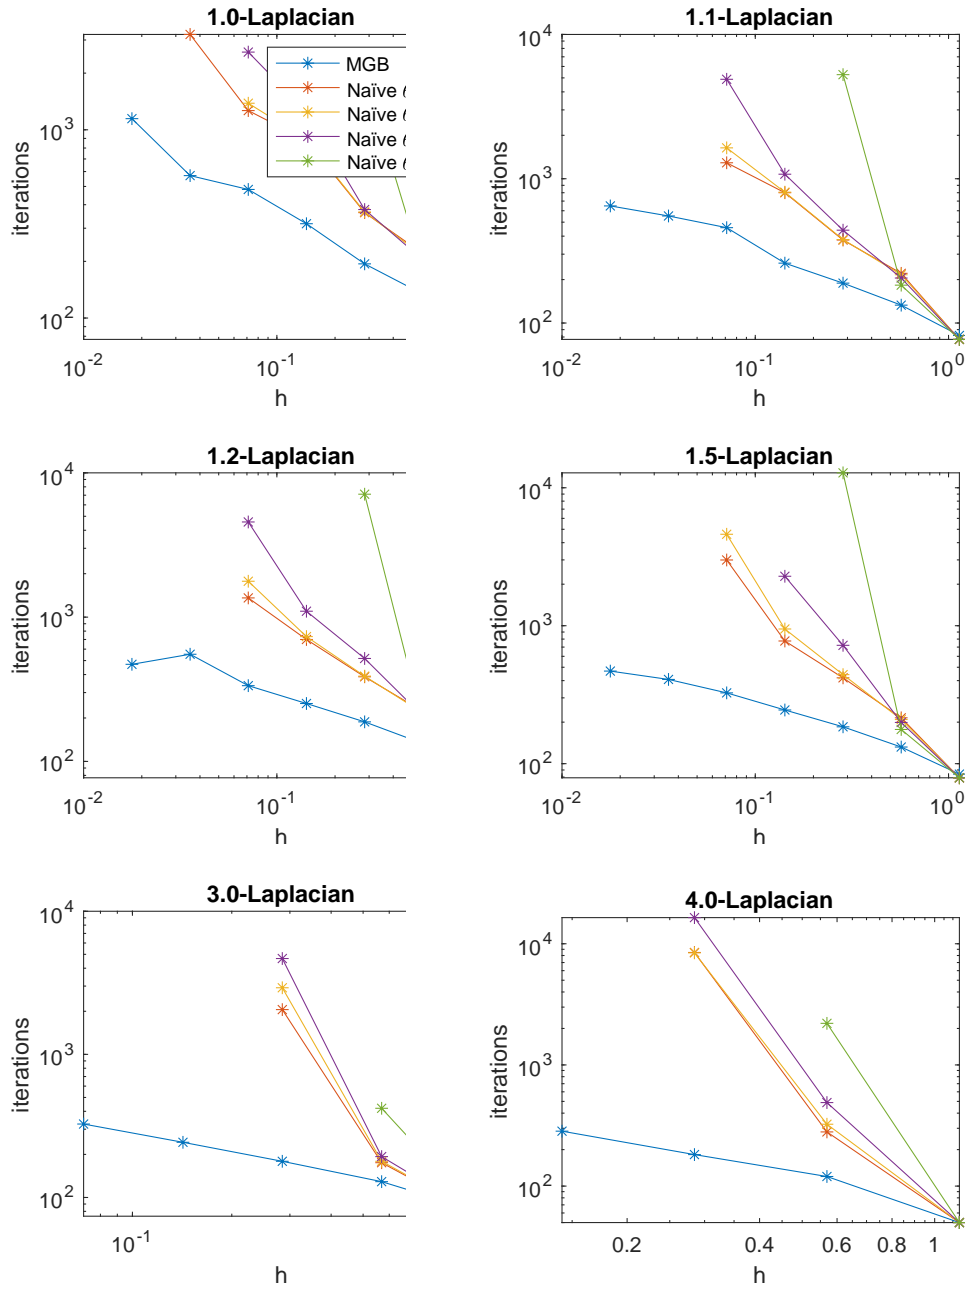 1.0-Laplacian
iterations
10^3
10^2
10^-2
10^-1
h
MGB
Naïve
Naïve
Naïve
Naïve
1.1-Laplacian
iterations
10^4
10^3
10^2
10^-2
10^-1
10^0
h
1.2-Laplacian
iterations
10^4
10^3
10^2
10^-2
10^-1
h
1.5-Laplacian
iterations
10^4
10^3
10^2
10^-2
10^-1
10^0
h
3.0-Laplacian
iterations
10^4
10^3
10^2
10^-1
h
4.0-Laplacian
iterations
10^4
10^3
10^2
0.2
0.4
0.6
0.8
1
h